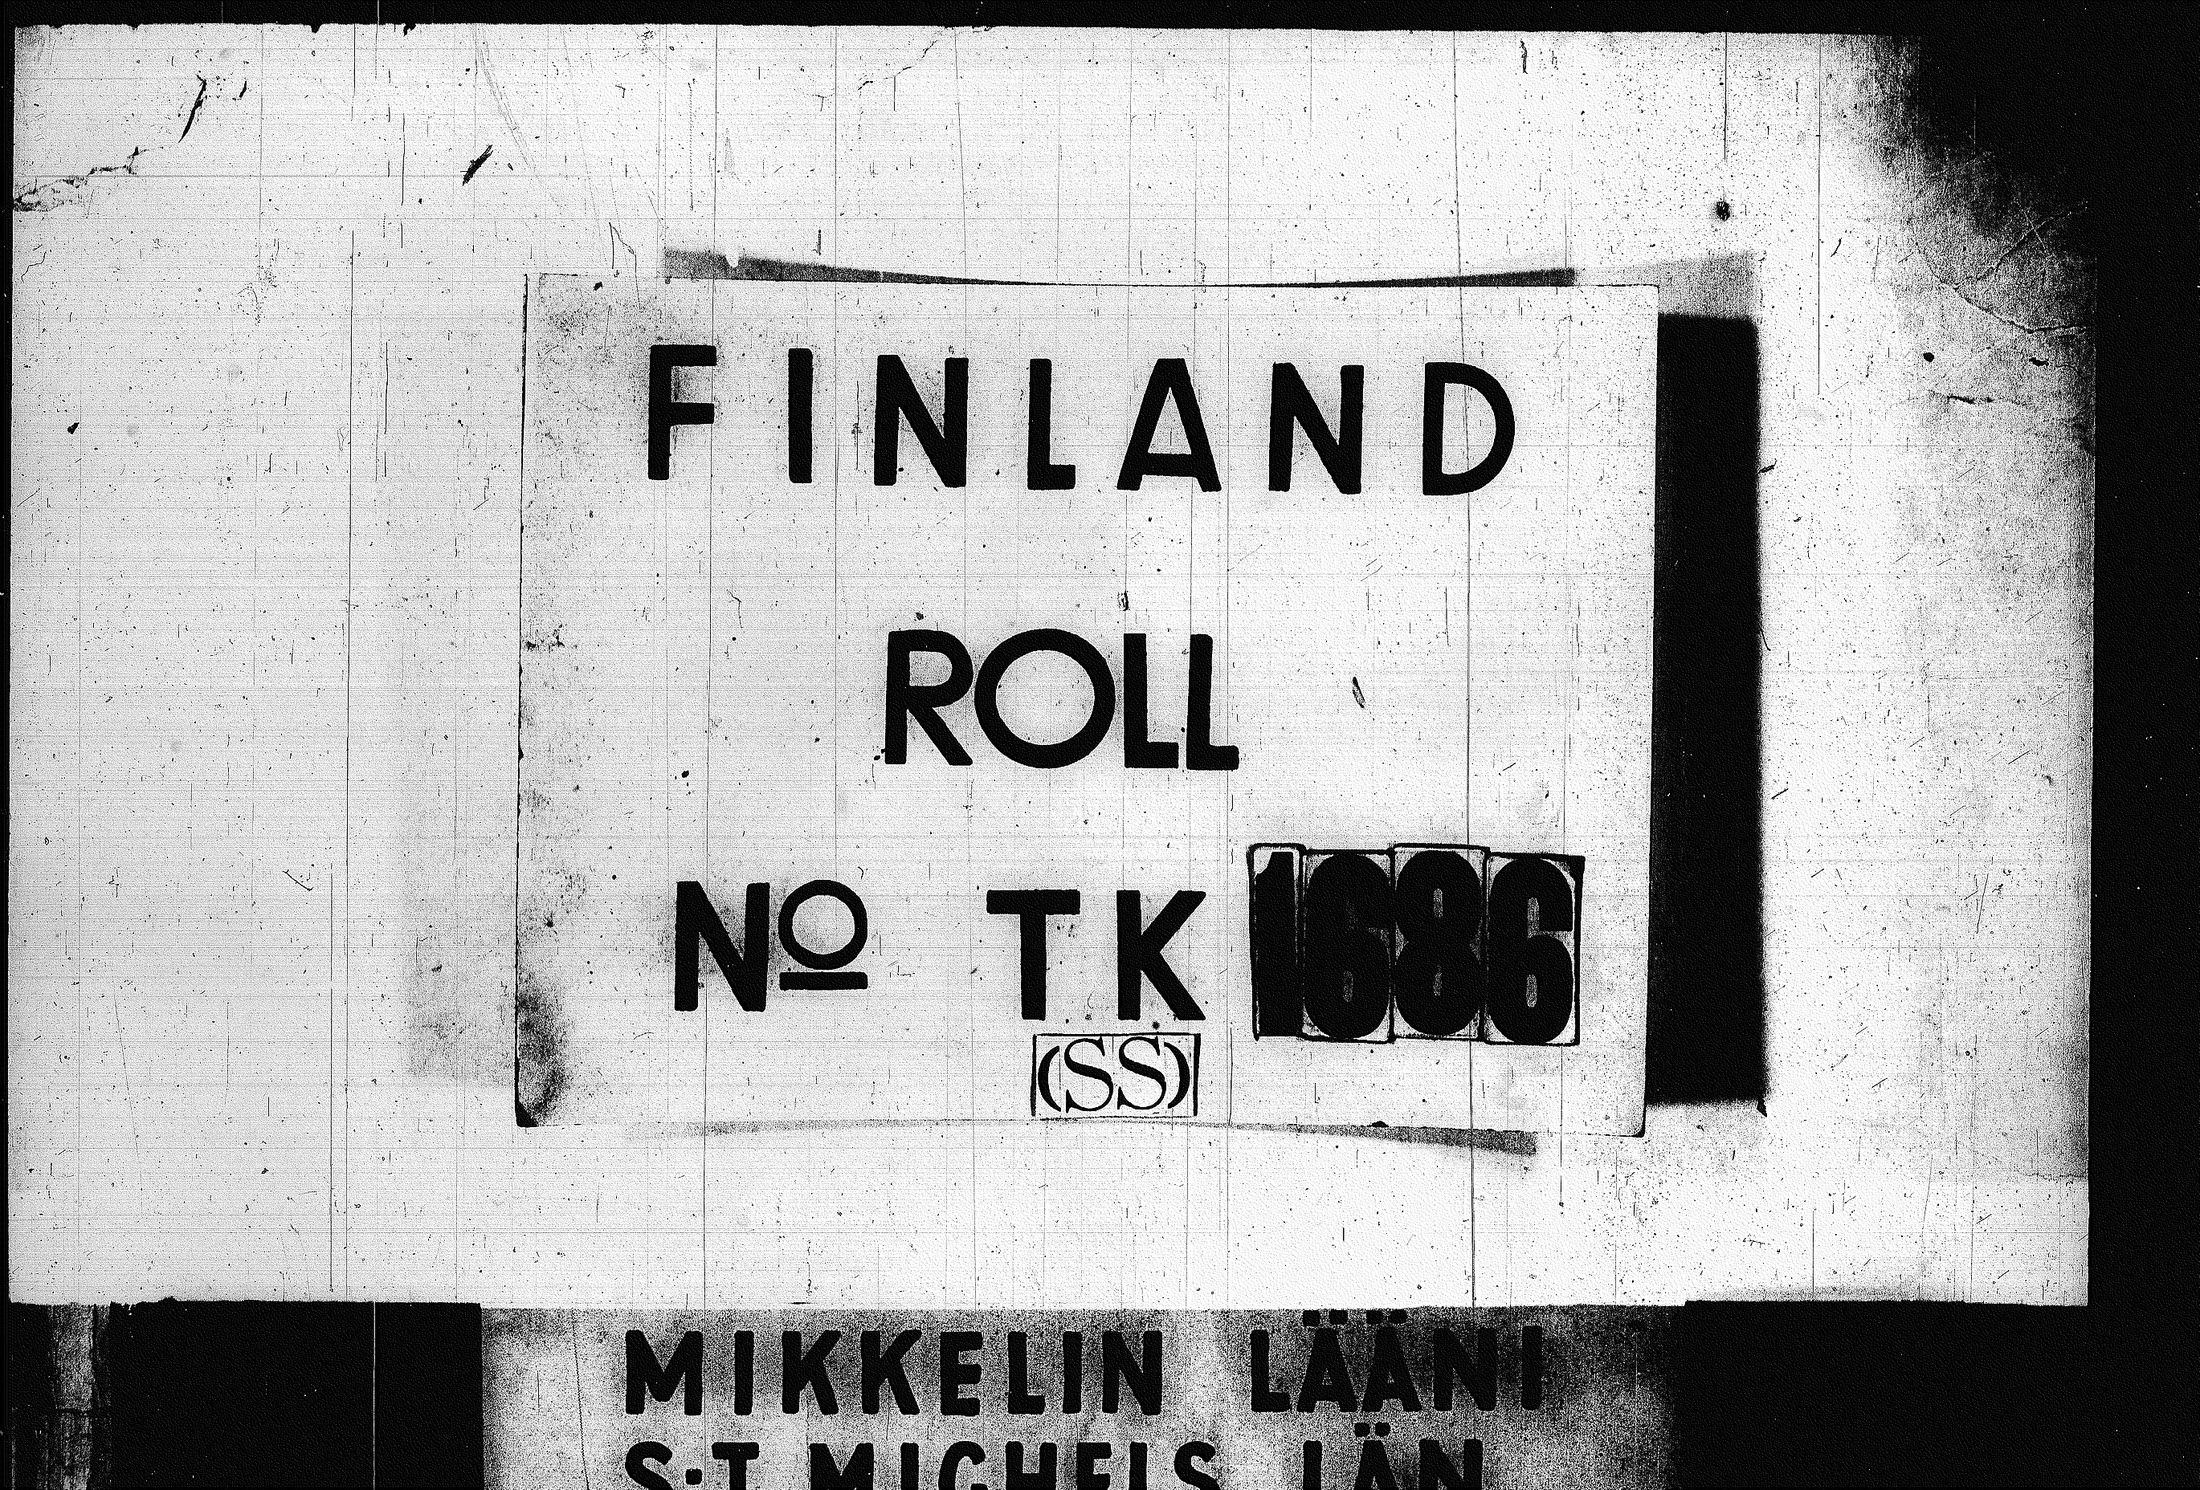 FINLAND
ROLL
Nº TK 1686
(SS)
MIKKELIN LÄÄNI
S:T MICHELS LÄN